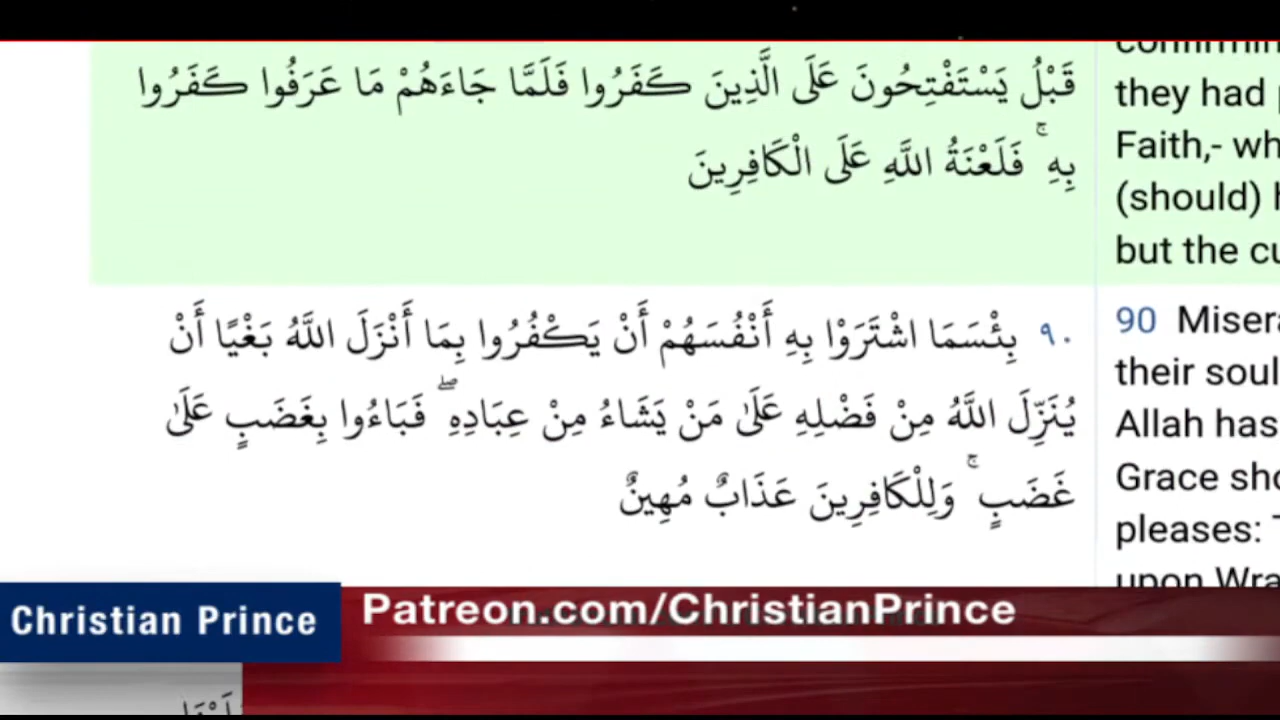 قَبْلُ يَسْتَفْتِحُونَ عَلَى الَّذِينَ كَفَرُوا فَلَمَّا جَاءَهُمْ مَا عَرَفُوا كَفَرُوا
بِهِ ۚ فَلَعْنَةُ اللَّهِ عَلَى الْكَافِرِينَ
٩٠ بِئْسَمَا اشْتَرَوْا بِهِ أَنْفُسَهُمْ أَنْ يَكْفُرُوا بِمَا أَنْزَلَ اللَّهُ بَغْيًا أَنْ
يُنَزِّلَ اللَّهُ مِنْ فَضْلِهِ عَلَىٰ مَنْ يَشَاءُ مِنْ عِبَادِهِ ۖ فَبَاءُوا بِغَضَبٍ عَلَىٰ
غَضَبٍ ۚ وَلِلْكَافِرِينَ عَذَابٌ مُهِينٌ
they had
Faith,- wh
(should) h
but the cu
90 Misera
their soul
Allah has
Grace sho
pleases: T
upon Wra
Christian Prince
Patreon.com/ChristianPrince